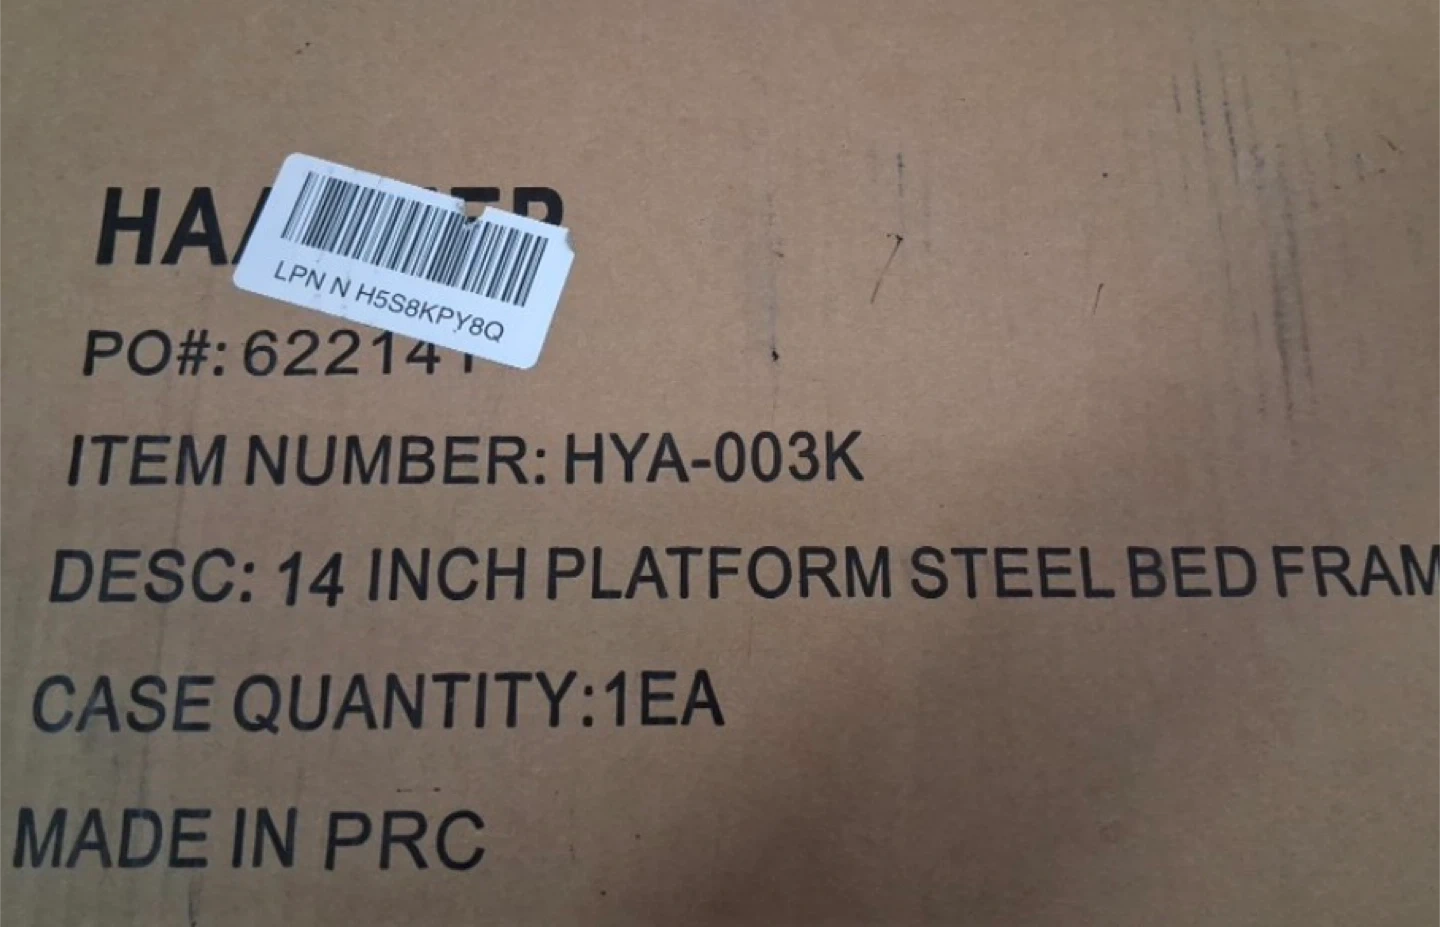 LPN N H5S8KPY8Q
PO#:
ITEM NUMBER: HYA-003K
DESC: 14 INCH PLATFORM STEEL BED FRAM
CASE QUANTITY:1EA
MADE IN PRC